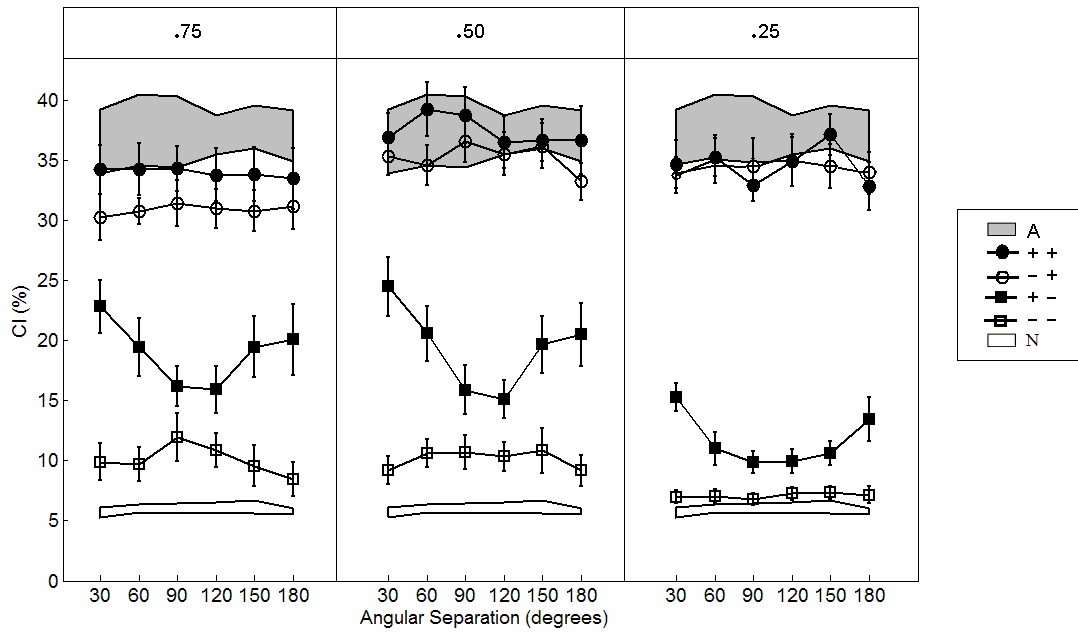 .75 .50 .25
40
35
30
25
20
15
10
5
0
CI (%)
30 60 90 120 150 180 30 60 90 120 150 180 30 60 90 120 150 180
Angular Separation (degrees)
A
+ +
– +
+ –
– –
N